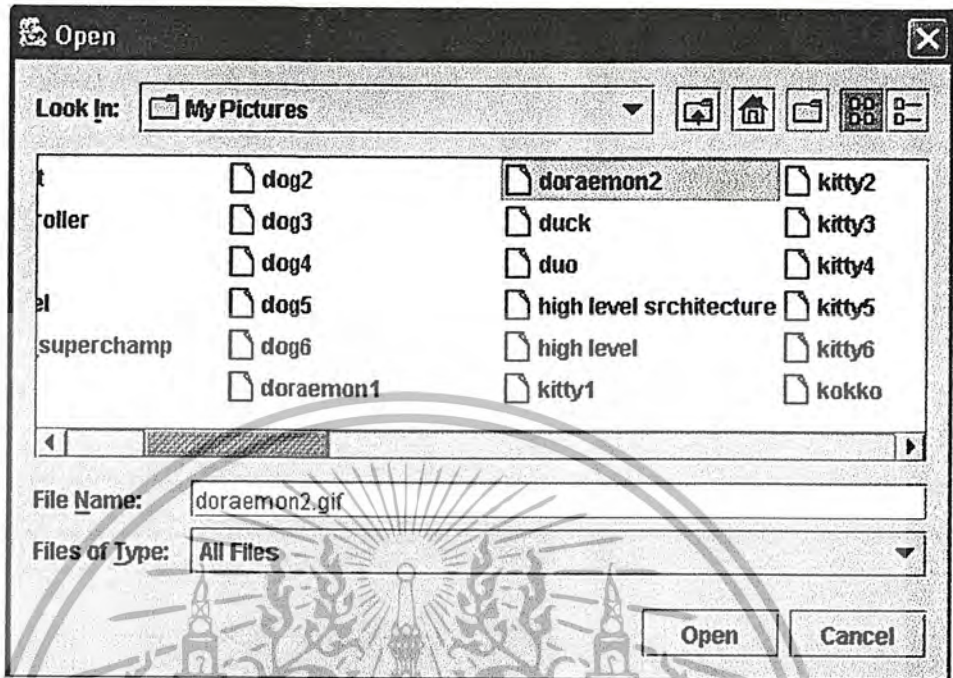 Open
Look In: My Pictures
t dog2 doraemon2 kitty2
oller dog3 duck kitty3
dog4 duo kitty4
el dog5 high level srchitecture kitty5
_superchamp dog6 high level kitty6
doraemon1 kitty1 kokko
File Name: doraemon2.gif
Files of Type: All Files
Open Cancel